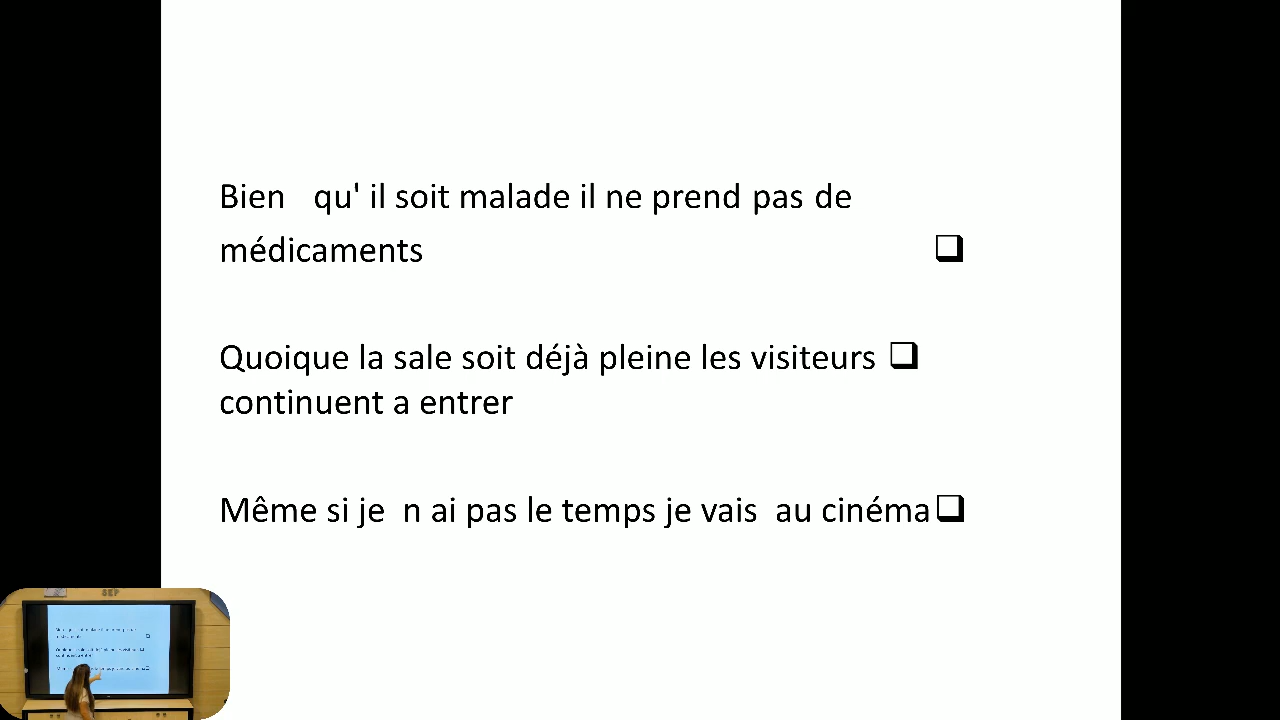 Bien qu' il soit malade il ne prend pas de
médicaments
Quoique la sale soit déjà pleine les visiteurs
continuent a entrer
Même si je n ai pas le temps je vais au cinéma
SEP